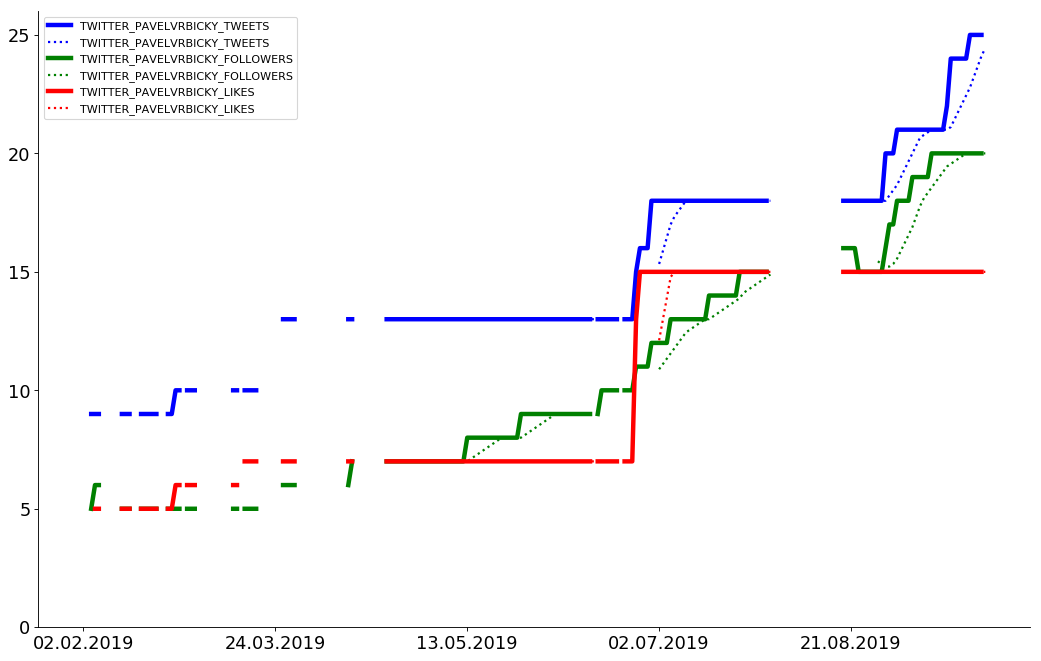 TWITTER_PAVELVRBICKY_TWEETS
TWITTER_PAVELVRBICKY_TWEETS
TWITTER_PAVELVRBICKY_FOLLOWERS
TWITTER_PAVELVRBICKY_FOLLOWERS
TWITTER_PAVELVRBICKY_LIKES
TWITTER_PAVELVRBICKY_LIKES
25
20
15
10
5
0
02.02.2019 24.03.2019 13.05.2019 02.07.2019 21.08.2019